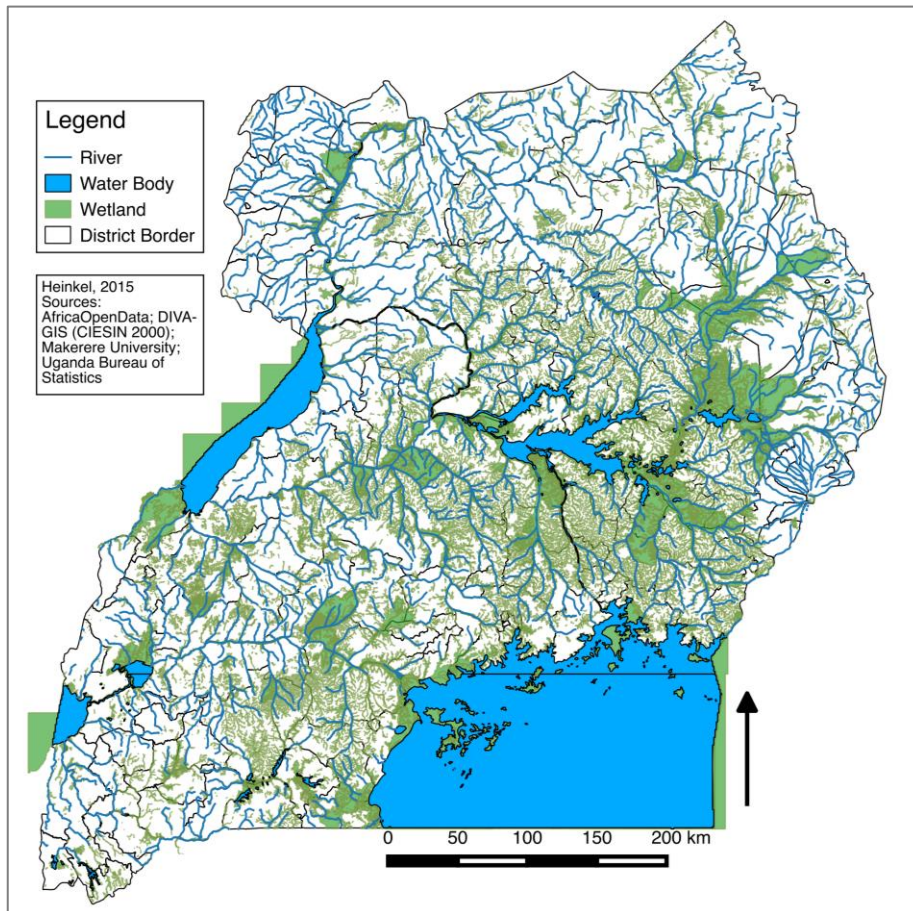 Legend
River
Water Body
Wetland
District Border
Heinkel, 2015
Sources:
AfricaOpenData; DIVA-
GIS (CIESIN 2000);
Makerere University;
Uganda Bureau of
Statistics
0 50 100 150 200 km